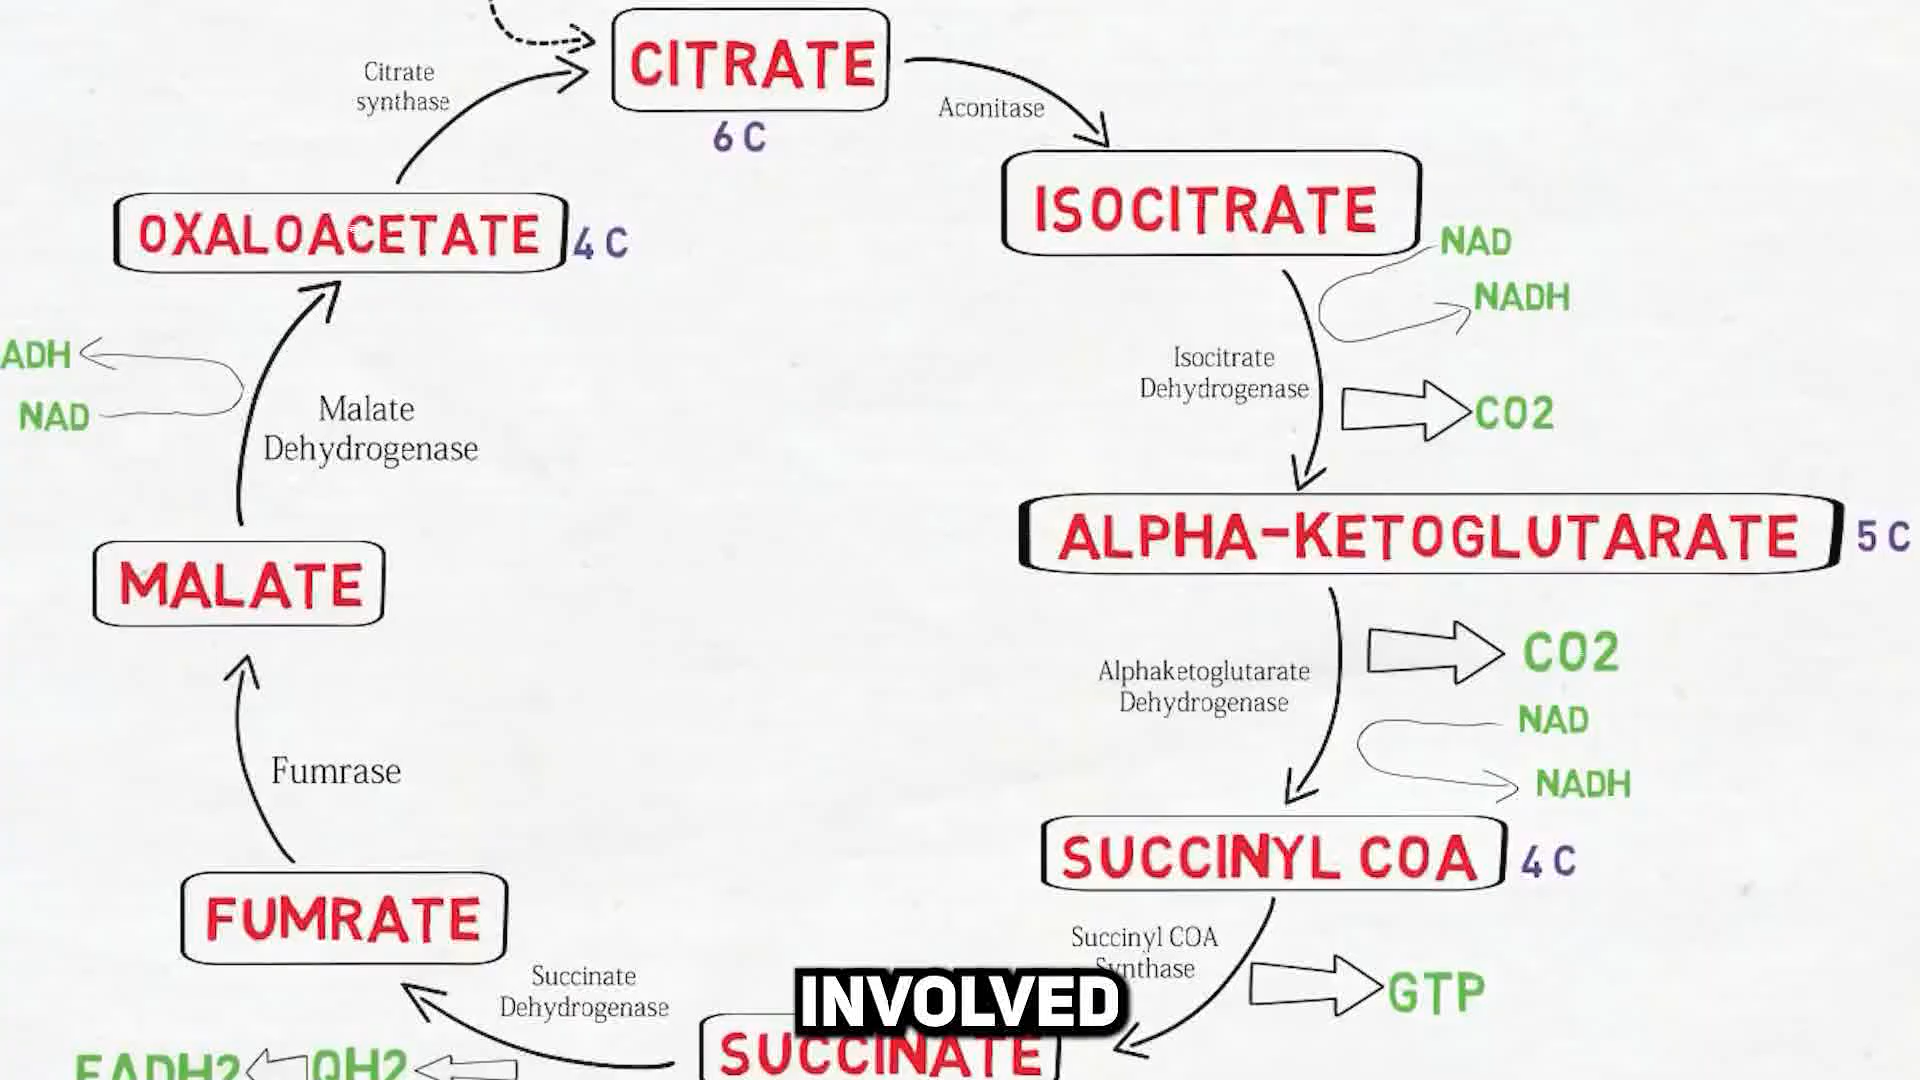 CITRATE
Citrate
synthase
6 C
Aconitase
ISOCITRATE
OXALOACETATE
4 C
NAD
NADH
ADH
NAD
Isocitrate
Dehydrogenase
CO2
Malate
Dehydrogenase
ALPHA-KETOGLUTARATE
5 C
MALATE
Alphaketoglutarate
Dehydrogenase
CO2
NAD
NADH
Fumrase
SUCCINYL COA
4 C
FUMRATE
Succinyl COA
Synthase
GTP
Succinate
Dehydrogenase
INVOLVED
SUCCINATE
FADH2
QH2